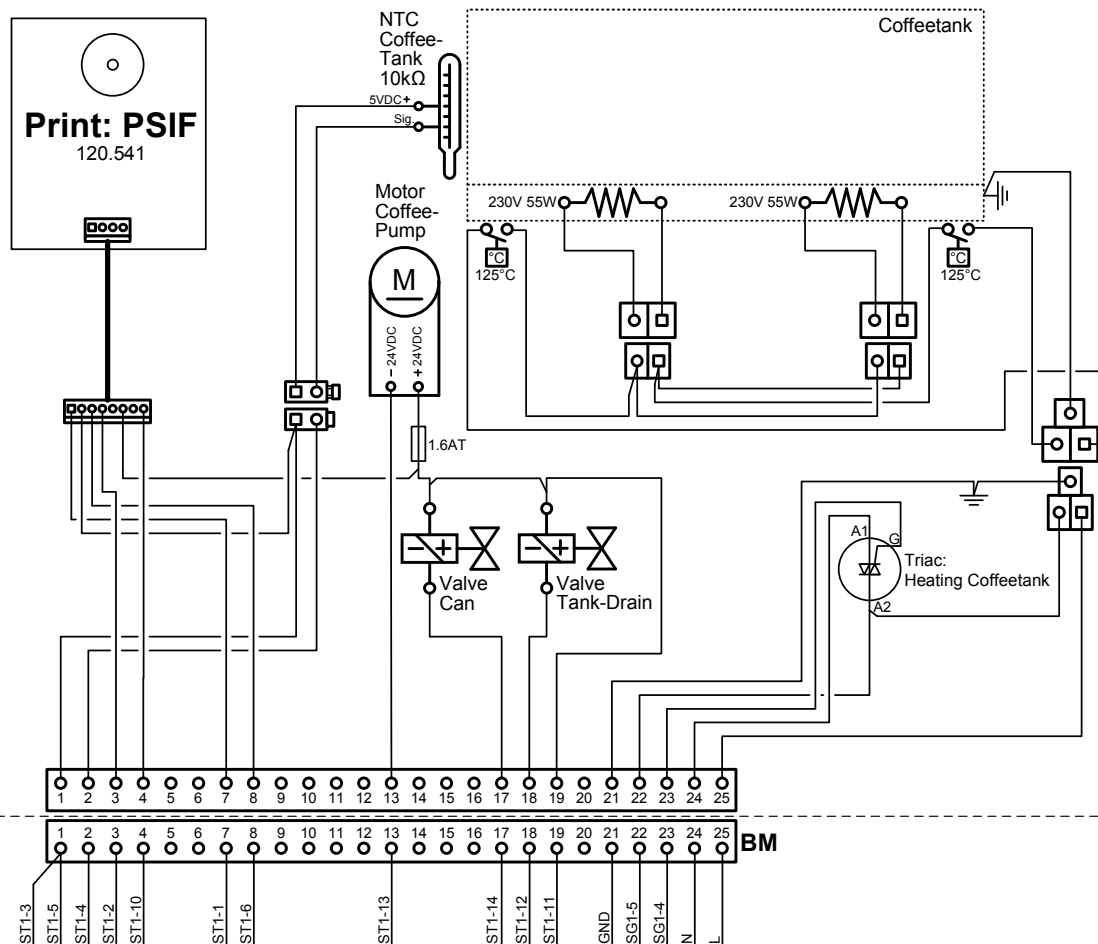 NTC
Coffee-
Tank
10kΩ
Coffeetank
5VDC+
Sig.
Print: PSIF
120.541
Motor
Coffee-
Pump
230V 55W
230V 55W
°C
125°C
°C
125°C
M
− 24VDC
+ 24VDC
1.6AT
A1
G
Triac:
Heating Coffeetank
A2
Valve
Can
Valve
Tank-Drain
1 2 3 4 5 6 7 8 9 10 11 12 13 14 15 16 17 18 19 20 21 22 23 24 25
1 2 3 4 5 6 7 8 9 10 11 12 13 14 15 16 17 18 19 20 21 22 23 24 25
BM
ST1-3
ST1-5
ST1-4
ST1-2
ST1-10
ST1-1
ST1-6
ST1-13
ST1-14
ST1-12
ST1-11
GND
SG1-5
SG1-4
N
L